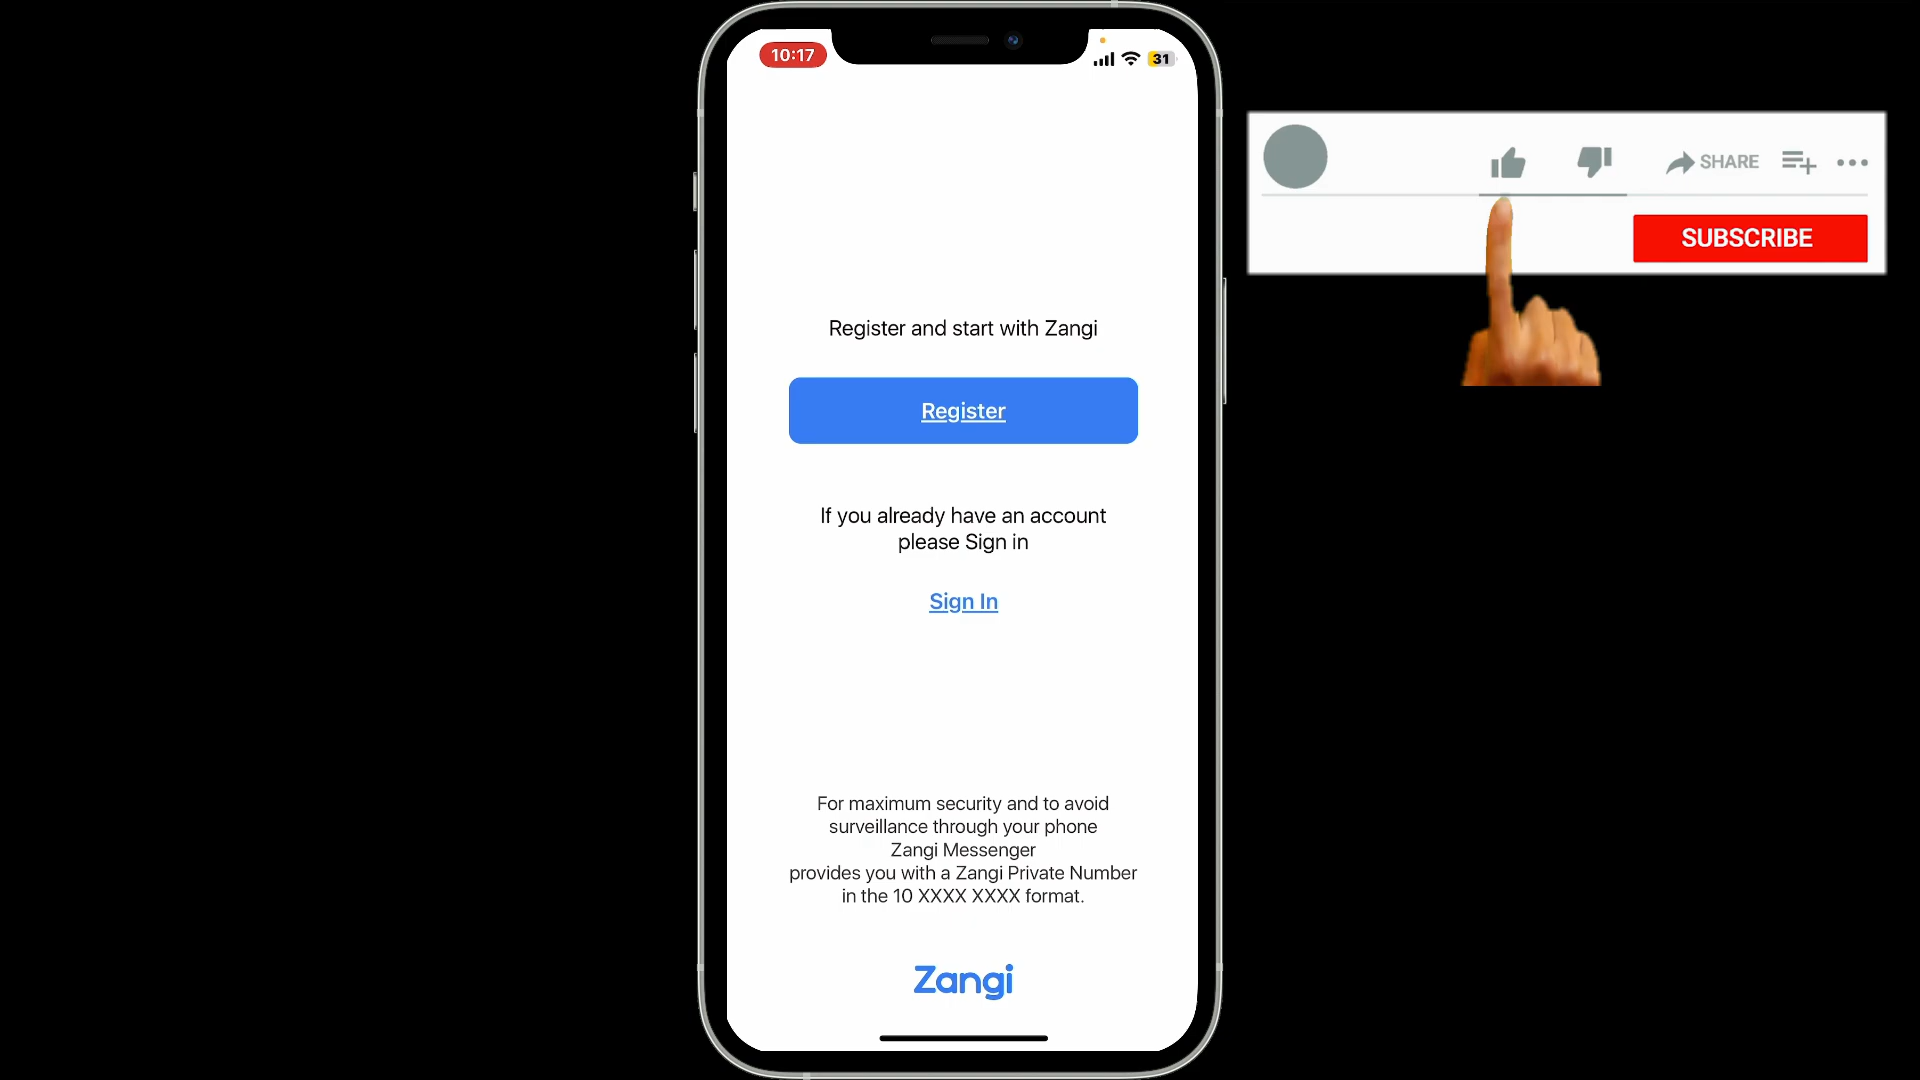 10:17
31
Register and start with Zangi
Register
If you already have an account
please Sign in
Sign In
For maximum security and to avoid
surveillance through your phone
Zangi Messenger
provides you with a Zangi Private Number
in the 10 XXXX XXXX format.
Zangi
SHARE
SUBSCRIBE